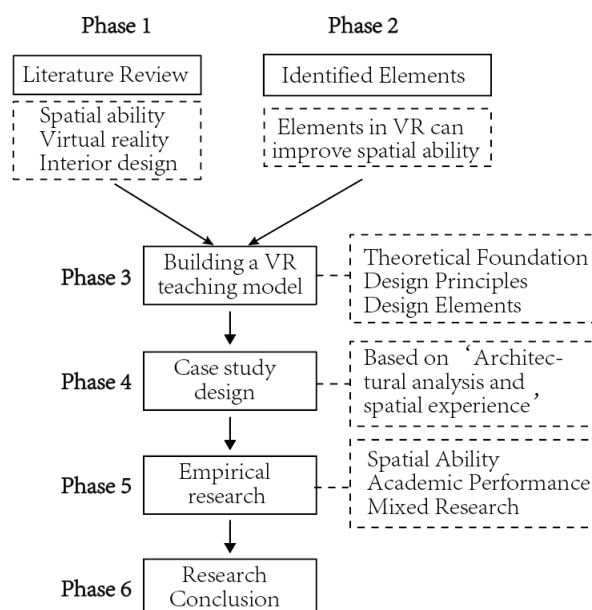 Phase 1
Phase 2
Literature Review
Identified Elements
Spatial ability
Virtual reality
Interior design
Elements in VR can
improve spatial ability
Phase 3
Building a VR
teaching model
Theoretical Foundation
Design Principles
Design Elements
Phase 4
Case study
design
Based on ‘Architec-
tural analysis and
spatial experience’
Phase 5
Empirical
research
Spatial Ability
Academic Performance
Mixed Research
Phase 6
Research
Conclusion